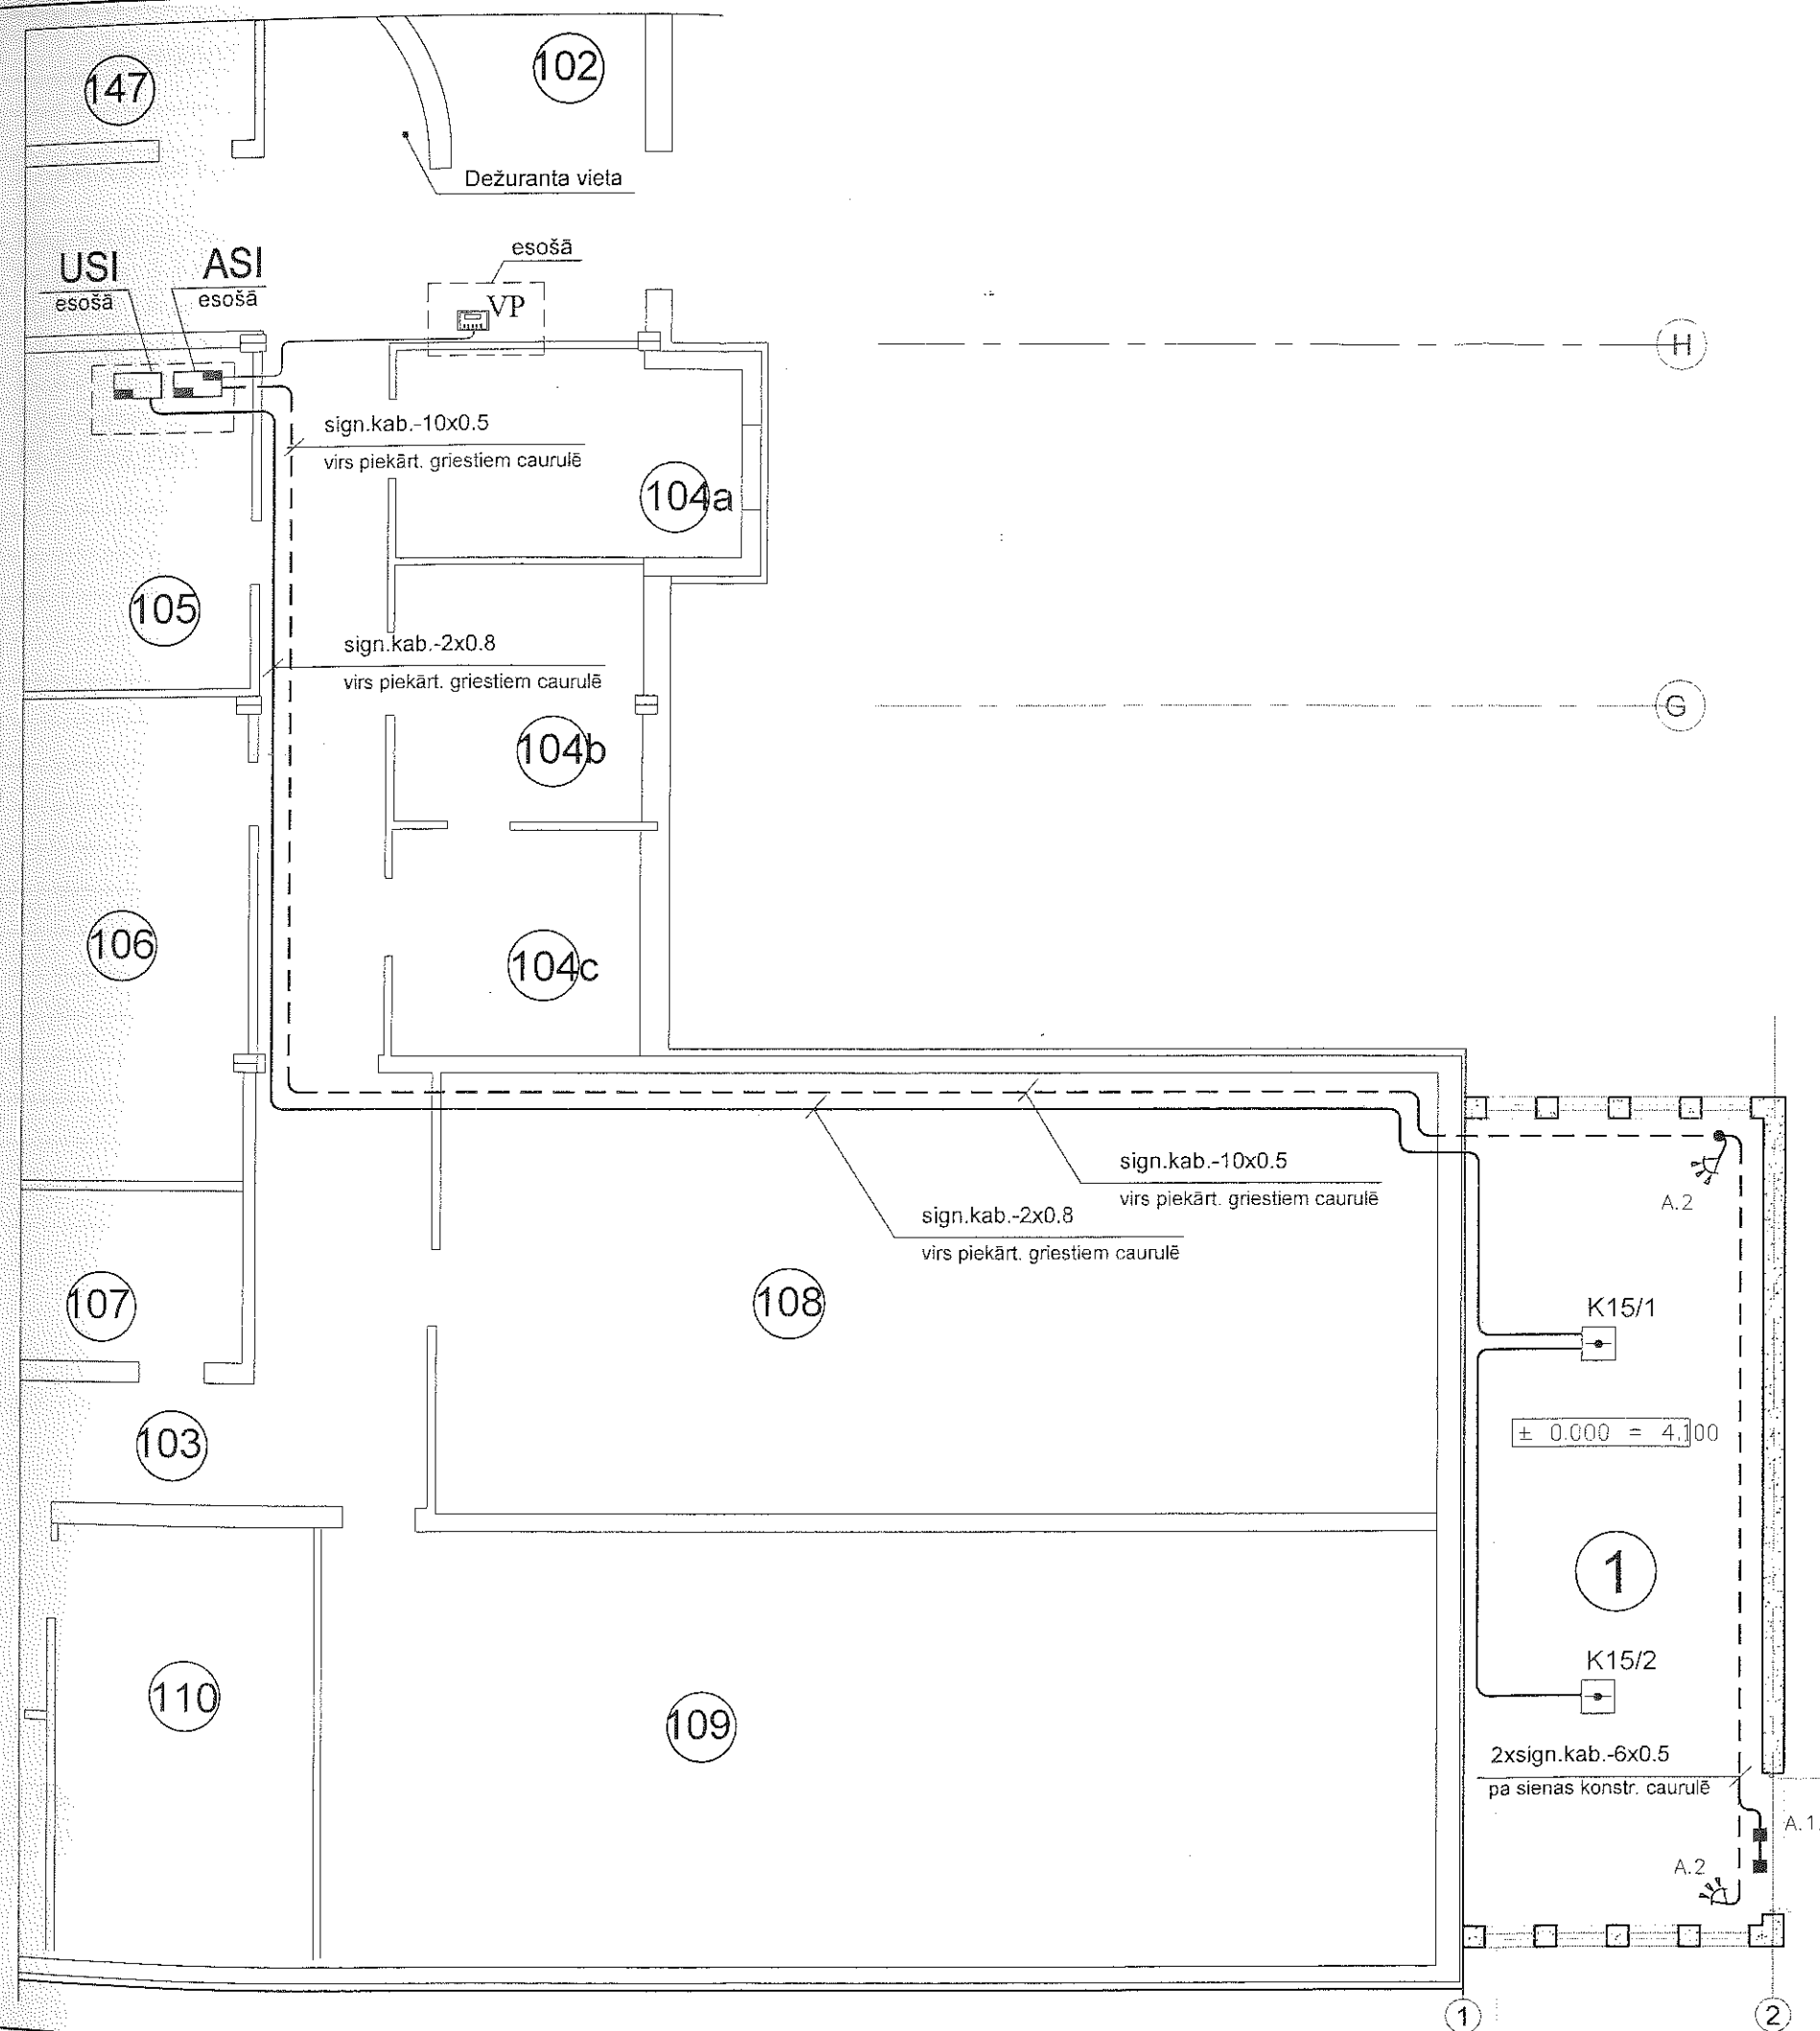 147
102
Dežuranta vieta
esošā
USI
esošā
ASI
esošā
VP
H
sign.kab.-10x0.5
virs piekārt. griestiem caurulē
104a
105
sign.kab.-2x0.8
virs piekārt. griestiem caurulē
G
104b
106
104c
sign.kab.-10x0.5
virs piekārt. griestiem caurulē
A.2
sign.kab.-2x0.8
virs piekārt. griestiem caurulē
107
108
K15/1
103
± 0.000 = 4.100
1
K15/2
110
109
2xsign.kab.-6x0.5
pa sienas konstr. caurulē
A.1.
A.2
1
2